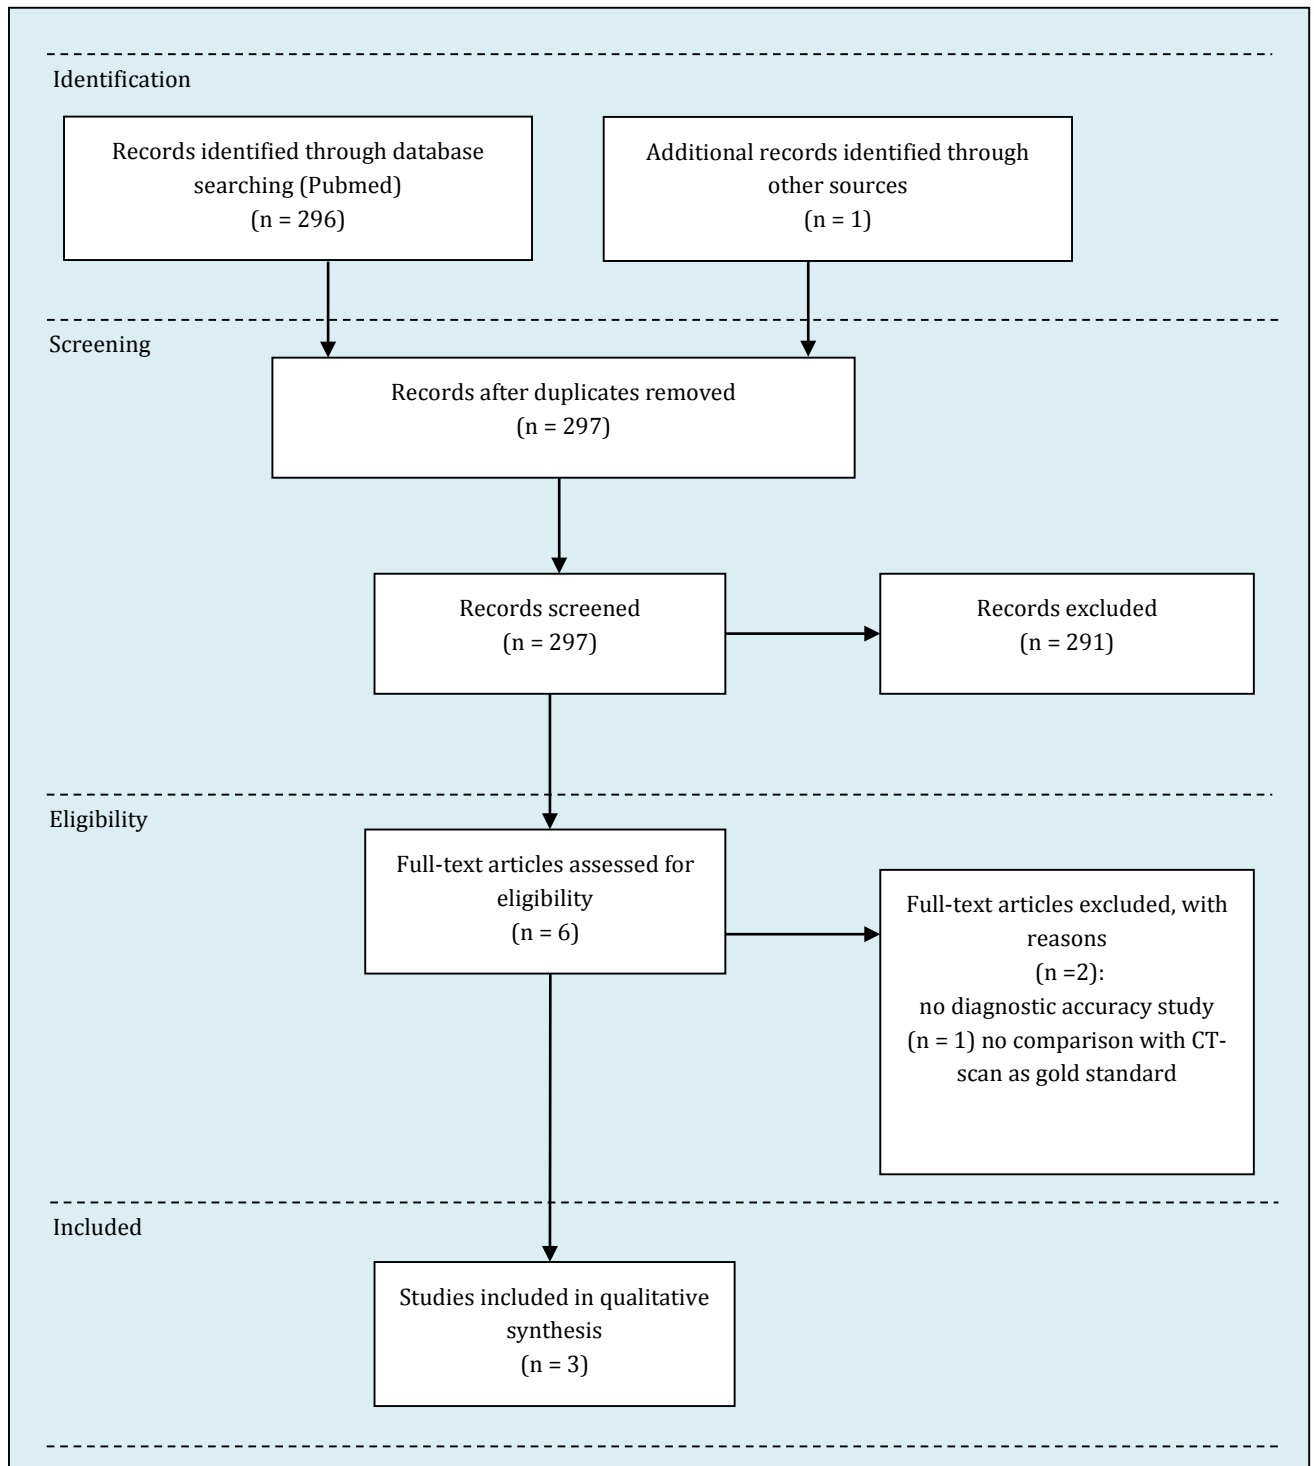 Identification
Records identified through database
searching (Pubmed)
(n = 296)
Additional records identified through
other sources
(n = 1)
Screening
Records after duplicates removed
(n = 297)
Records screened
(n = 297)
Records excluded
(n = 291)
Eligibility
Full-text articles assessed for
eligibility
(n = 6)
Full-text articles excluded, with
reasons
(n =2):
no diagnostic accuracy study
(n = 1) no comparison with CT-
scan as gold standard
Included
Studies included in qualitative
synthesis
(n = 3)